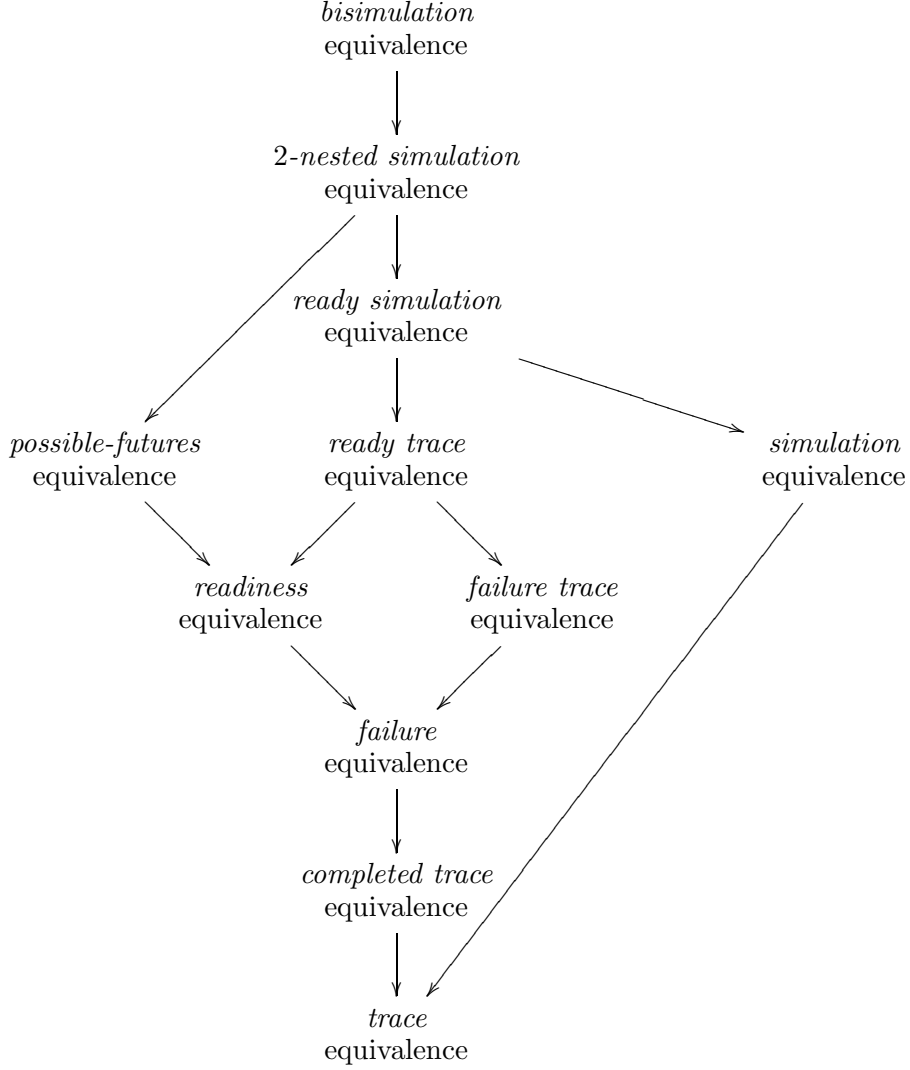 bisimulation
equivalence
2-nested simulation
equivalence
ready simulation
equivalence
possible-futures
equivalence
ready trace
equivalence
simulation
equivalence
readiness
equivalence
failure trace
equivalence
failure
equivalence
completed trace
equivalence
trace
equivalence